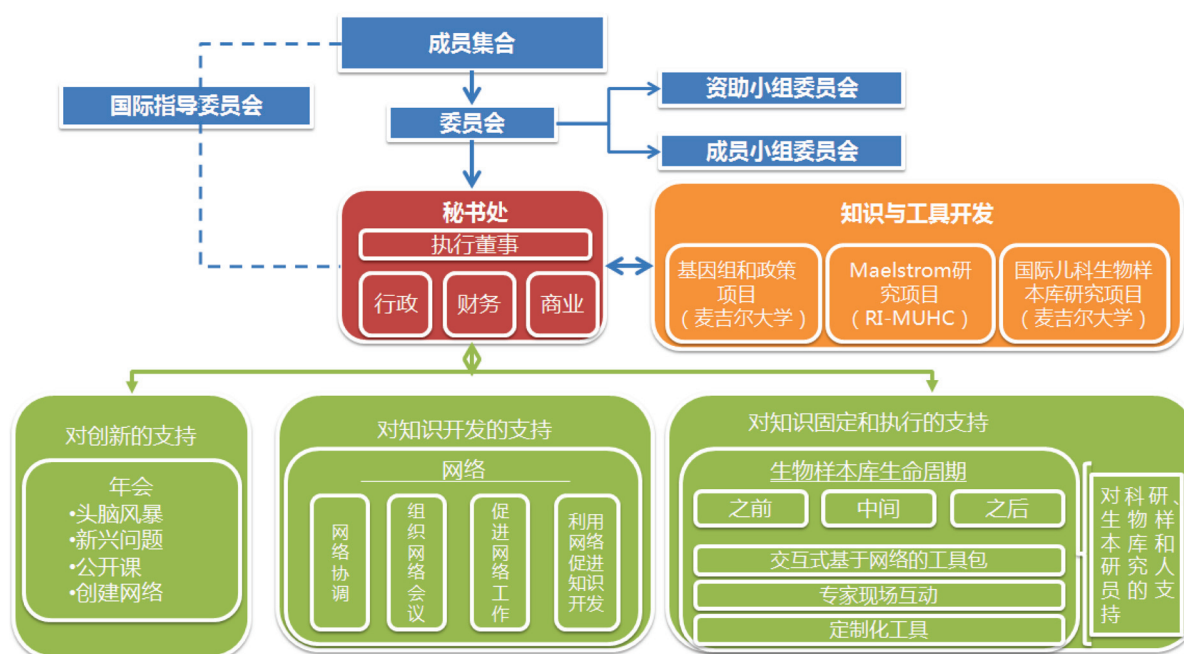 成员集合
国际指导委员会
委员会
资助小组委员会
成员小组委员会
秘书处
执行董事
行政
财务
商业
知识与工具开发
基因组和政策
项目
（麦吉尔大学）
Maelstrom研
究项目
（RI-MUHC）
国际儿科生物样
本库研究项目
（麦吉尔大学）
对创新的支持
年会
•头脑风暴
•新兴问题
•公开课
•创建网络
对知识开发的支持
网络
网络协调
组织网络会议
促进网络工作
利用
网络
促进
知识
开发
对知识固定和执行的支持
生物样本库生命周期
之前
中间
之后
交互式基于网络的工具包
专家现场互动
定制化工具
对科研、
生物样
本库和
研究人
员的支
持